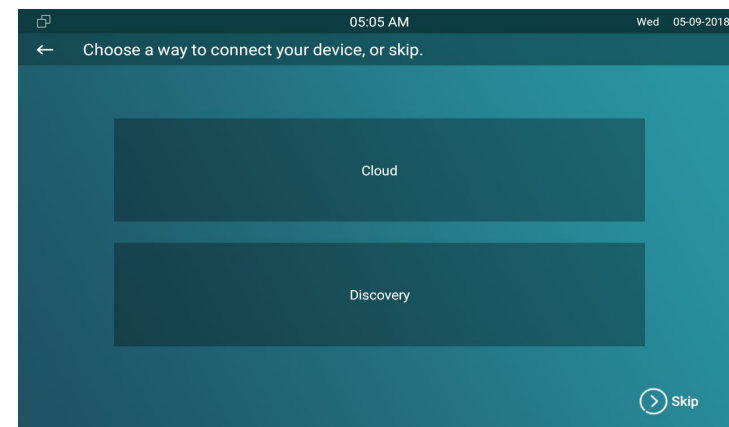 05:05 AM Wed 05-09-2018
Choose a way to connect your device, or skip.
Cloud
Discovery
Skip